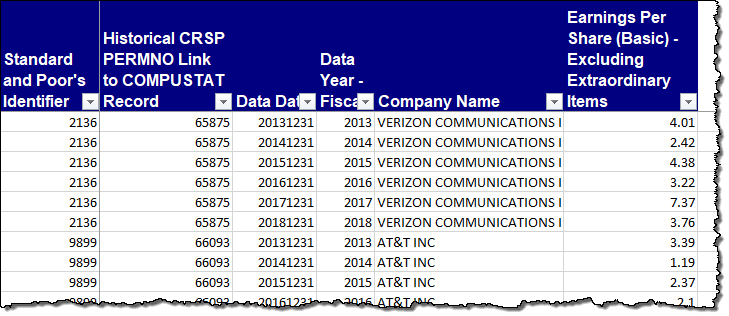 Standard and Poor's Identifier	Historical CRSP PERMNO Link to COMPUSTAT Record	Data Dat	Data Year - Fisca	Company Name	Earnings Per Share (Basic) - Excluding Extraordinary Items
2136	65875	20131231	2013	VERIZON COMMUNICATIONS I	4.01
2136	65875	20141231	2014	VERIZON COMMUNICATIONS I	2.42
2136	65875	20151231	2015	VERIZON COMMUNICATIONS I	4.38
2136	65875	20161231	2016	VERIZON COMMUNICATIONS I	3.22
2136	65875	20171231	2017	VERIZON COMMUNICATIONS I	7.37
2136	65875	20181231	2018	VERIZON COMMUNICATIONS I	3.76
9899	66093	20131231	2013	AT&T INC	3.39
9899	66093	20141231	2014	AT&T INC	1.19
9899	66093	20151231	2015	AT&T INC	2.37
9899	66093	20161231	2016	AT&T INC	2.1